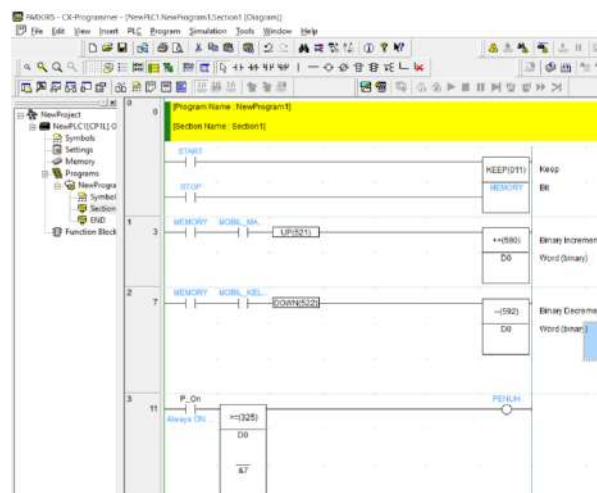 PARKIRS - CX-Programmer - [NewPLC1.NewProgram1.Section1 [Diagram]]
File Edit View Insert PLC Program Simulation Tools Window Help
NewProject
NewPLC1[CP1L] O
Symbols
Settings
Memory
Programs
NewProgra
Symbol
Section
END
Function Block
0
0
[Program Name : NewProgram1]
[Section Name : Section1]
START
KEEP(011)
Keep
STOP
MEMORY
Bit
1
3
MEMORY
MOBIL_MA...
UP(521)
++(590)
Binary Increment
D0
Word (binary)
2
7
MEMORY
MOBIL_KEL...
DOWN(522)
--(592)
Binary Decreme
D0
Word (binary)
3
11
P_On
Always ON ...
>=(325)
D0
&7
PENUH